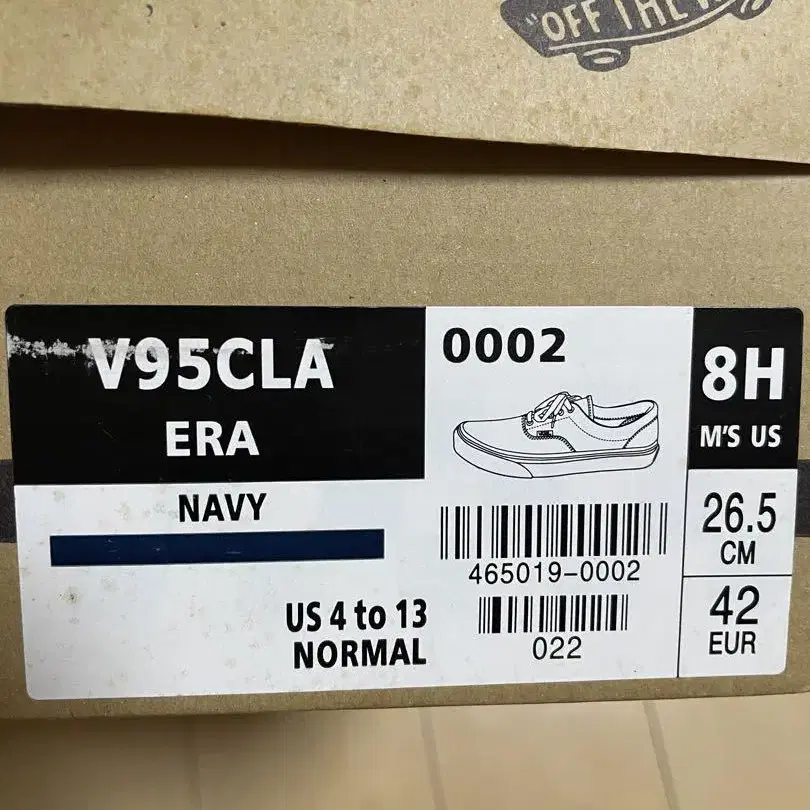 "OFF THE
V95CLA
ERA
NAVY
US 4 to 13
NORMAL
0002
465019-0002
022
8H
M'S US
26.5
CM
42
EUR